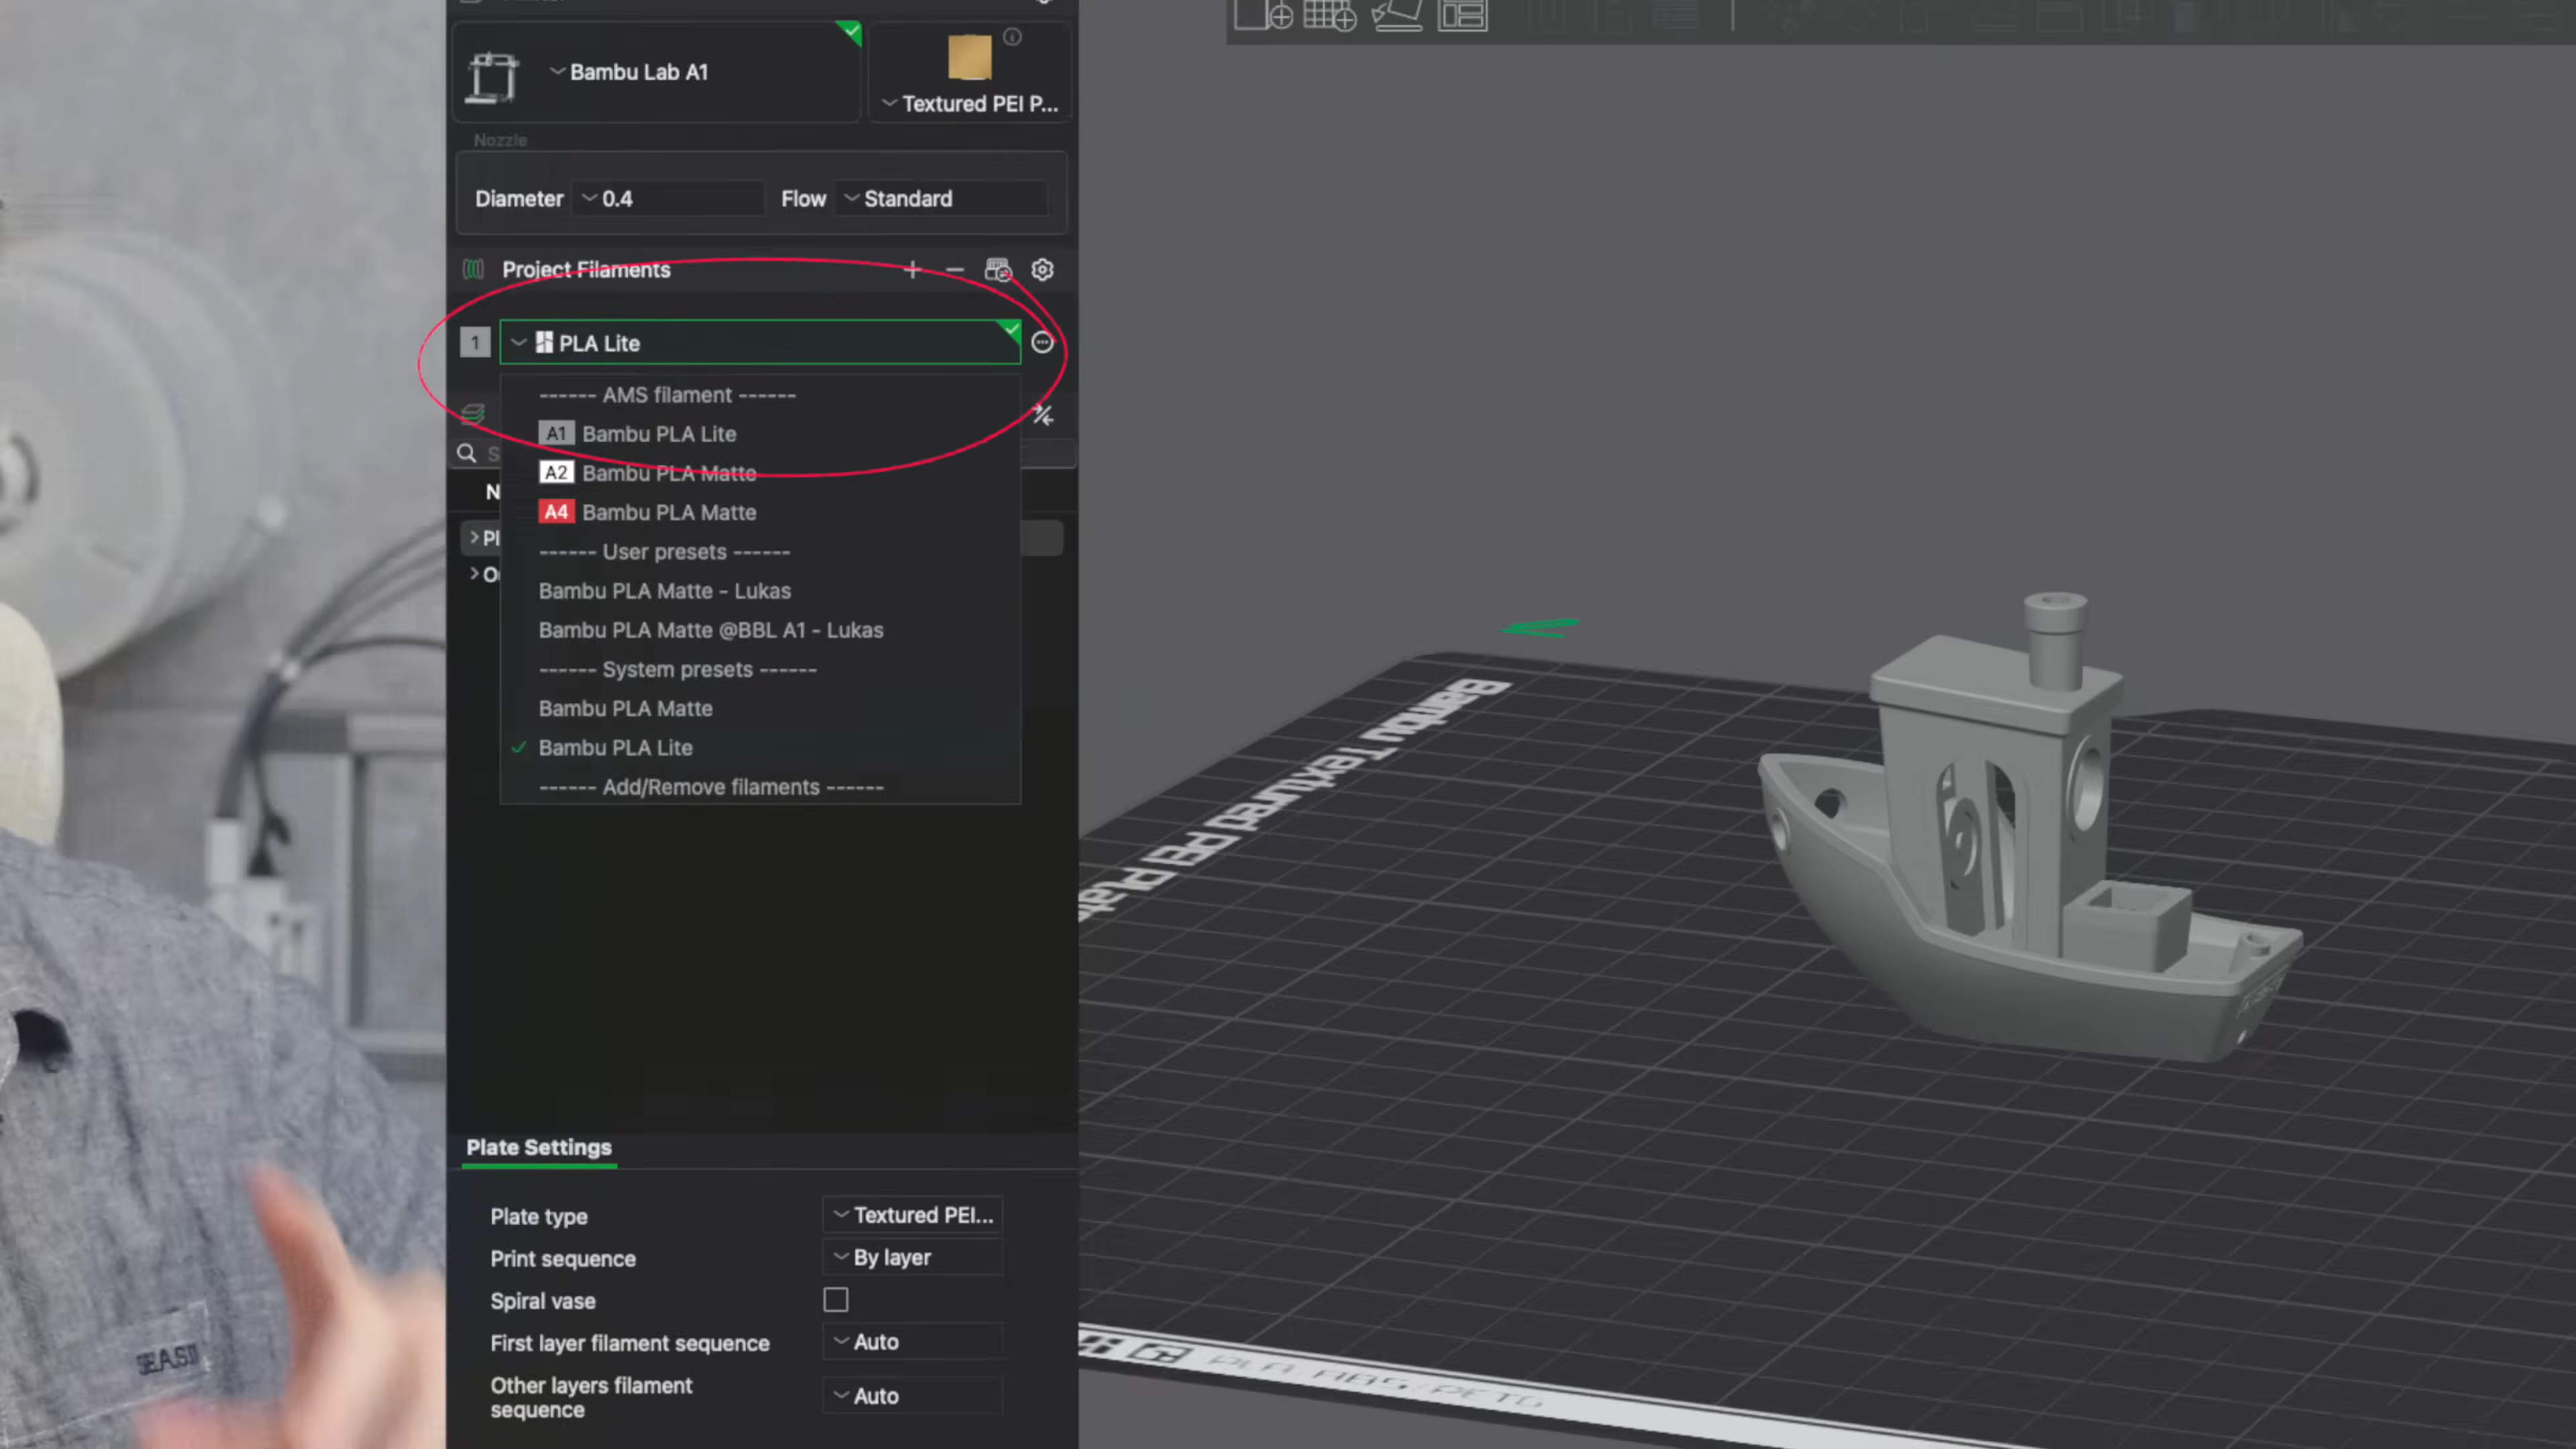 Bambu Lab A1
Textured PEI P...
Nozzle
Diameter 0.4 Flow Standard
Project Filaments
1 PLA Lite
------ AMS filament ------
A1 Bambu PLA Lite
S
A2 Bambu PLA Matte
N
A4 Bambu PLA Matte
Pl
------ User presets ------
O
Bambu PLA Matte - Lukas
Bambu PLA Matte @BBL A1 - Lukas
------ System presets ------
Bambu PLA Matte
Bambu PLA Lite
------ Add/Remove filaments ------
Plate Settings
Plate type Textured PEI...
Print sequence By layer
Spiral vase
First layer filament sequence Auto
Other layers filament
sequence
Auto
Bambu Textured PEI Plate
PLA ABS/PETG